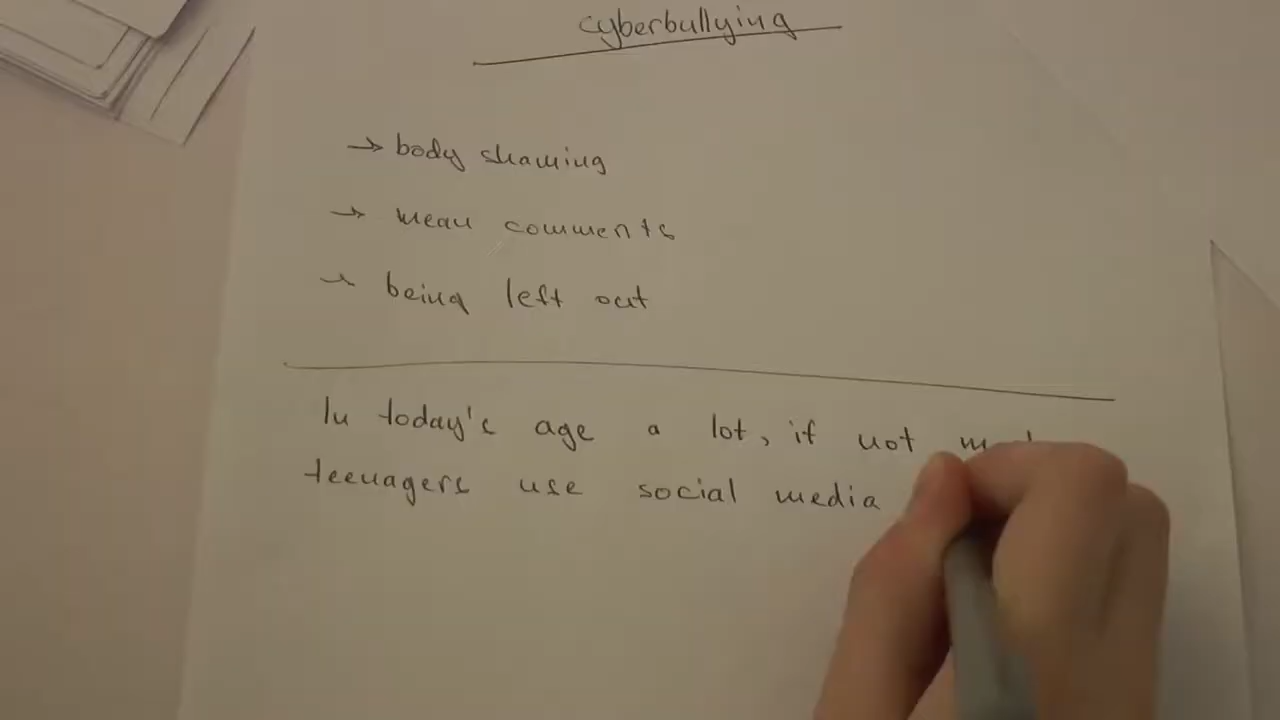 cyberbullying
→ body shaming
→ mean comments
→ being left out
In today's age a lot, if not
teenagers use social media